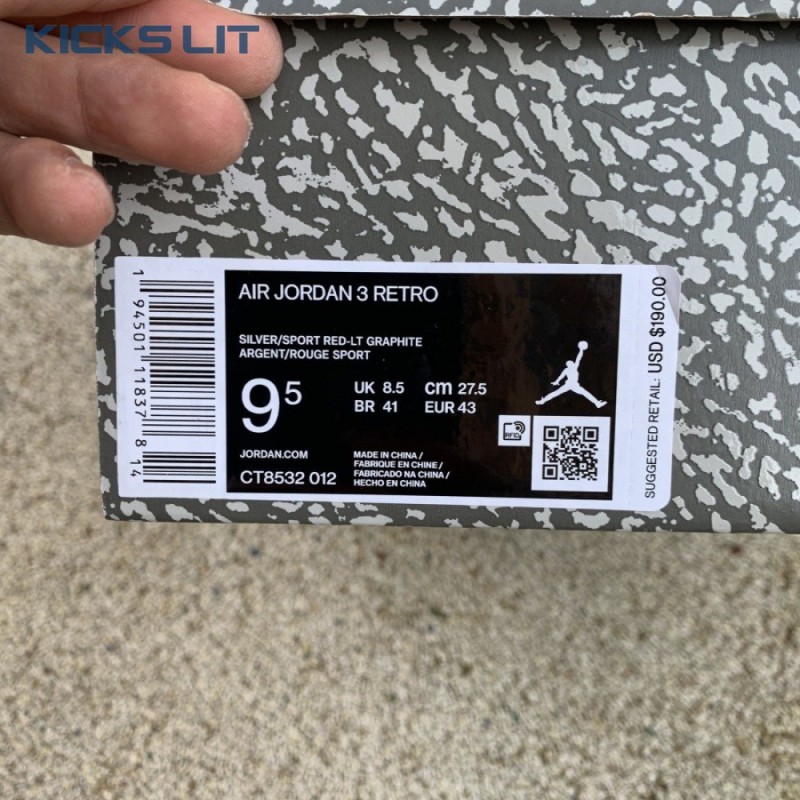 KICKS LIT
AIR JORDAN 3 RETRO
SILVER/SPORT RED-LT GRAPHITE
ARGENT/ROUGE SPORT
9 5
UK 8.5 cm 27.5
BR 41 EUR 43
JORDAN.COM
CT8532 012
MADE IN CHINA /
FABRIQUE EN CHINE /
FABRICADO NA CHINA /
HECHO EN CHINA
RFID
1 94501 11837 8 14
SUGGESTED RETAIL: USD $190.00